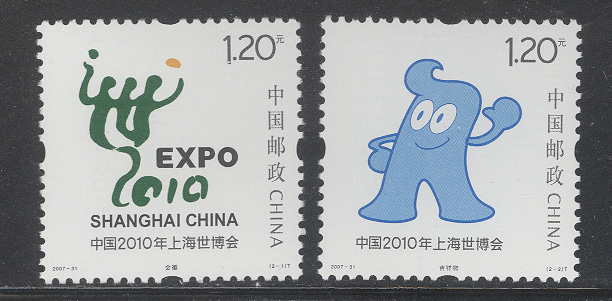 1.20元
中国邮政 CHINA
EXPO
2010
SHANGHAI CHINA
中国2010年上海世博会
2007-31
会徽
(2-1)T
1.20元
中国邮政 CHINA
中国2010年上海世博会
2007-31
吉祥物
(2-2)T